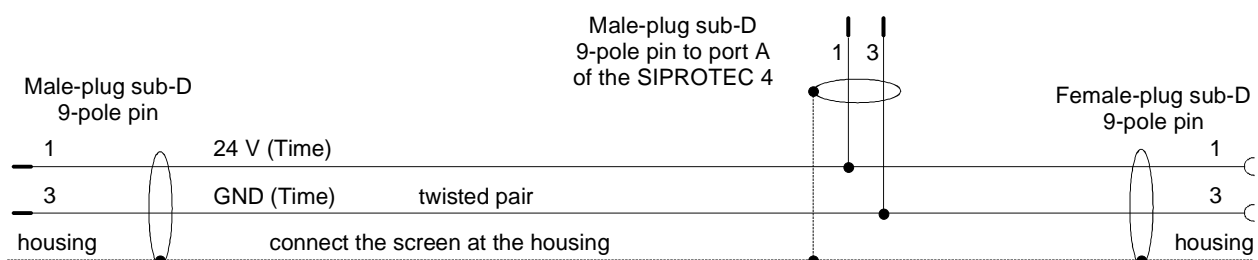 Male-plug sub-D
9-pole pin to port A
of the SIPROTEC 4
1 3
Male-plug sub-D
9-pole pin
Female-plug sub-D
9-pole pin
1 24 V (Time) 1
3 GND (Time) twisted pair 3
housing connect the screen at the housing housing